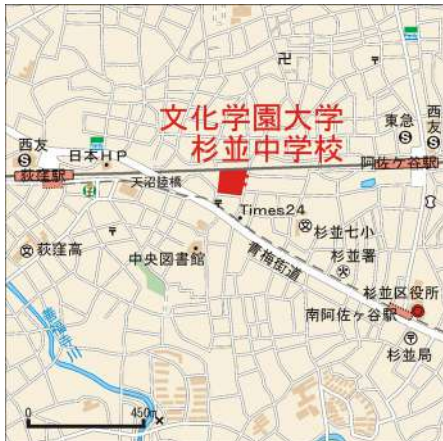 文化学園大学
杉並中学校
東急
西友
西友
日本HP
荻窪駅
天沼陸橋
阿佐ケ谷駅
Times24
杉並七小
荻窪高
中央図書館
青梅街道
杉並署
杉並区役所
南阿佐ケ谷駅
善福寺川
杉並局
0
450m